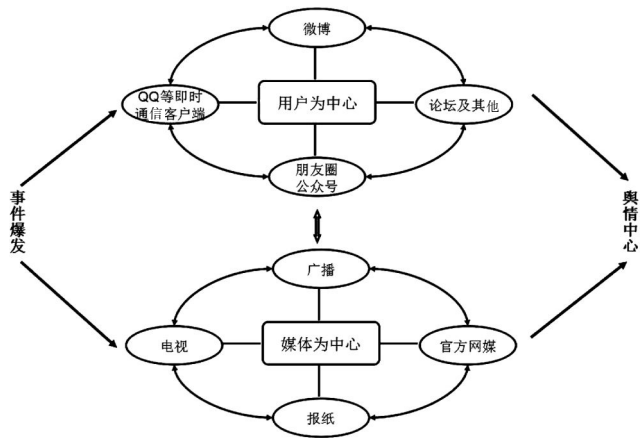 微博
QQ等即时
通信客户端
用户为中心
论坛及其他
朋友圈
公众号
事件爆发
舆情中心
广播
电视
媒体为中心
官方网媒
报纸